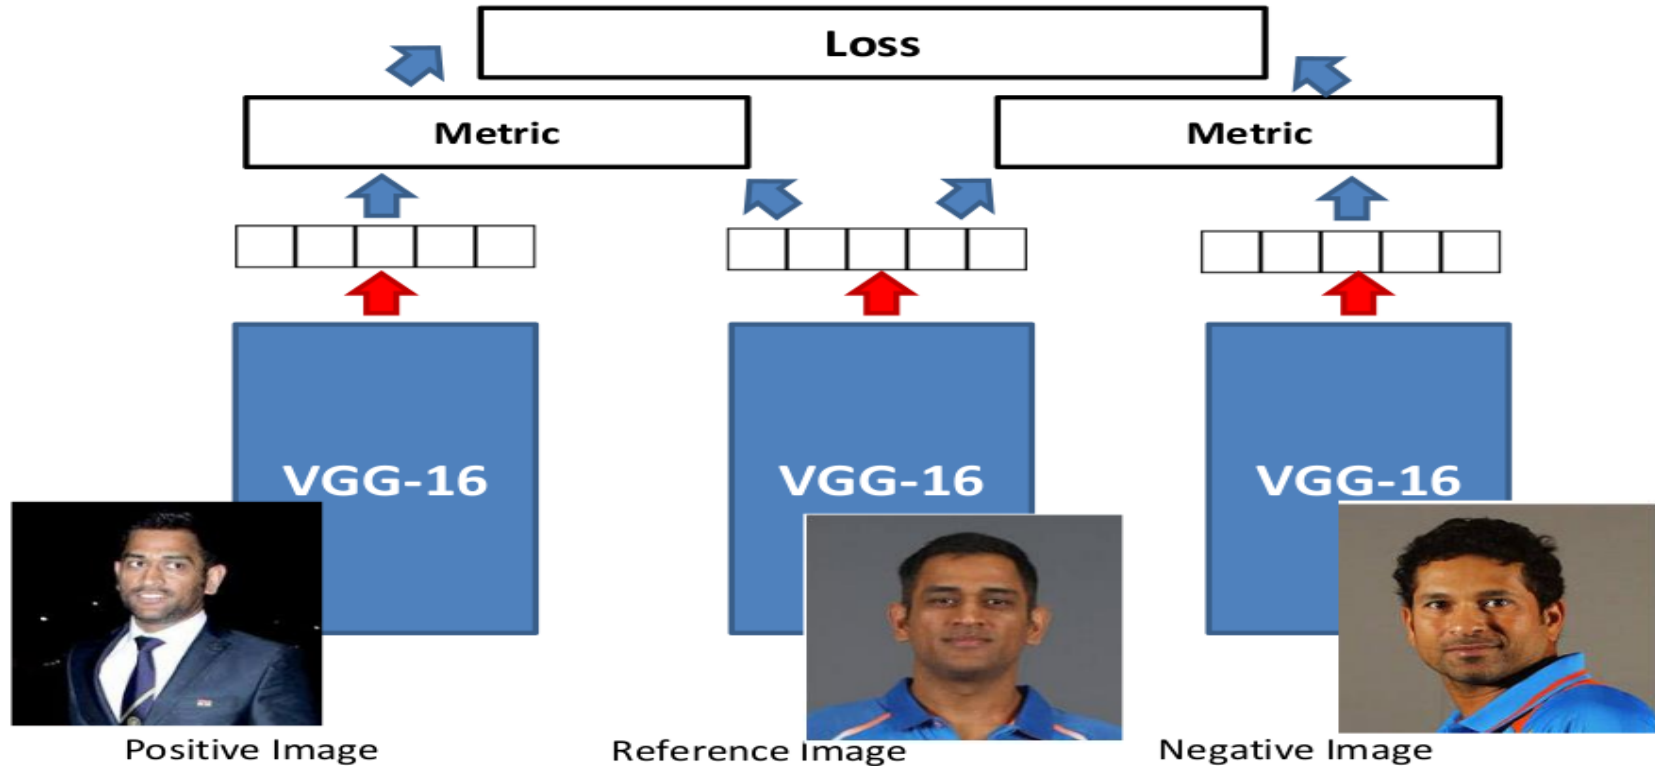 Loss
Metric
Metric
VGG-16
VGG-16
VGG-16
Positive Image
Reference Image
Negative Image